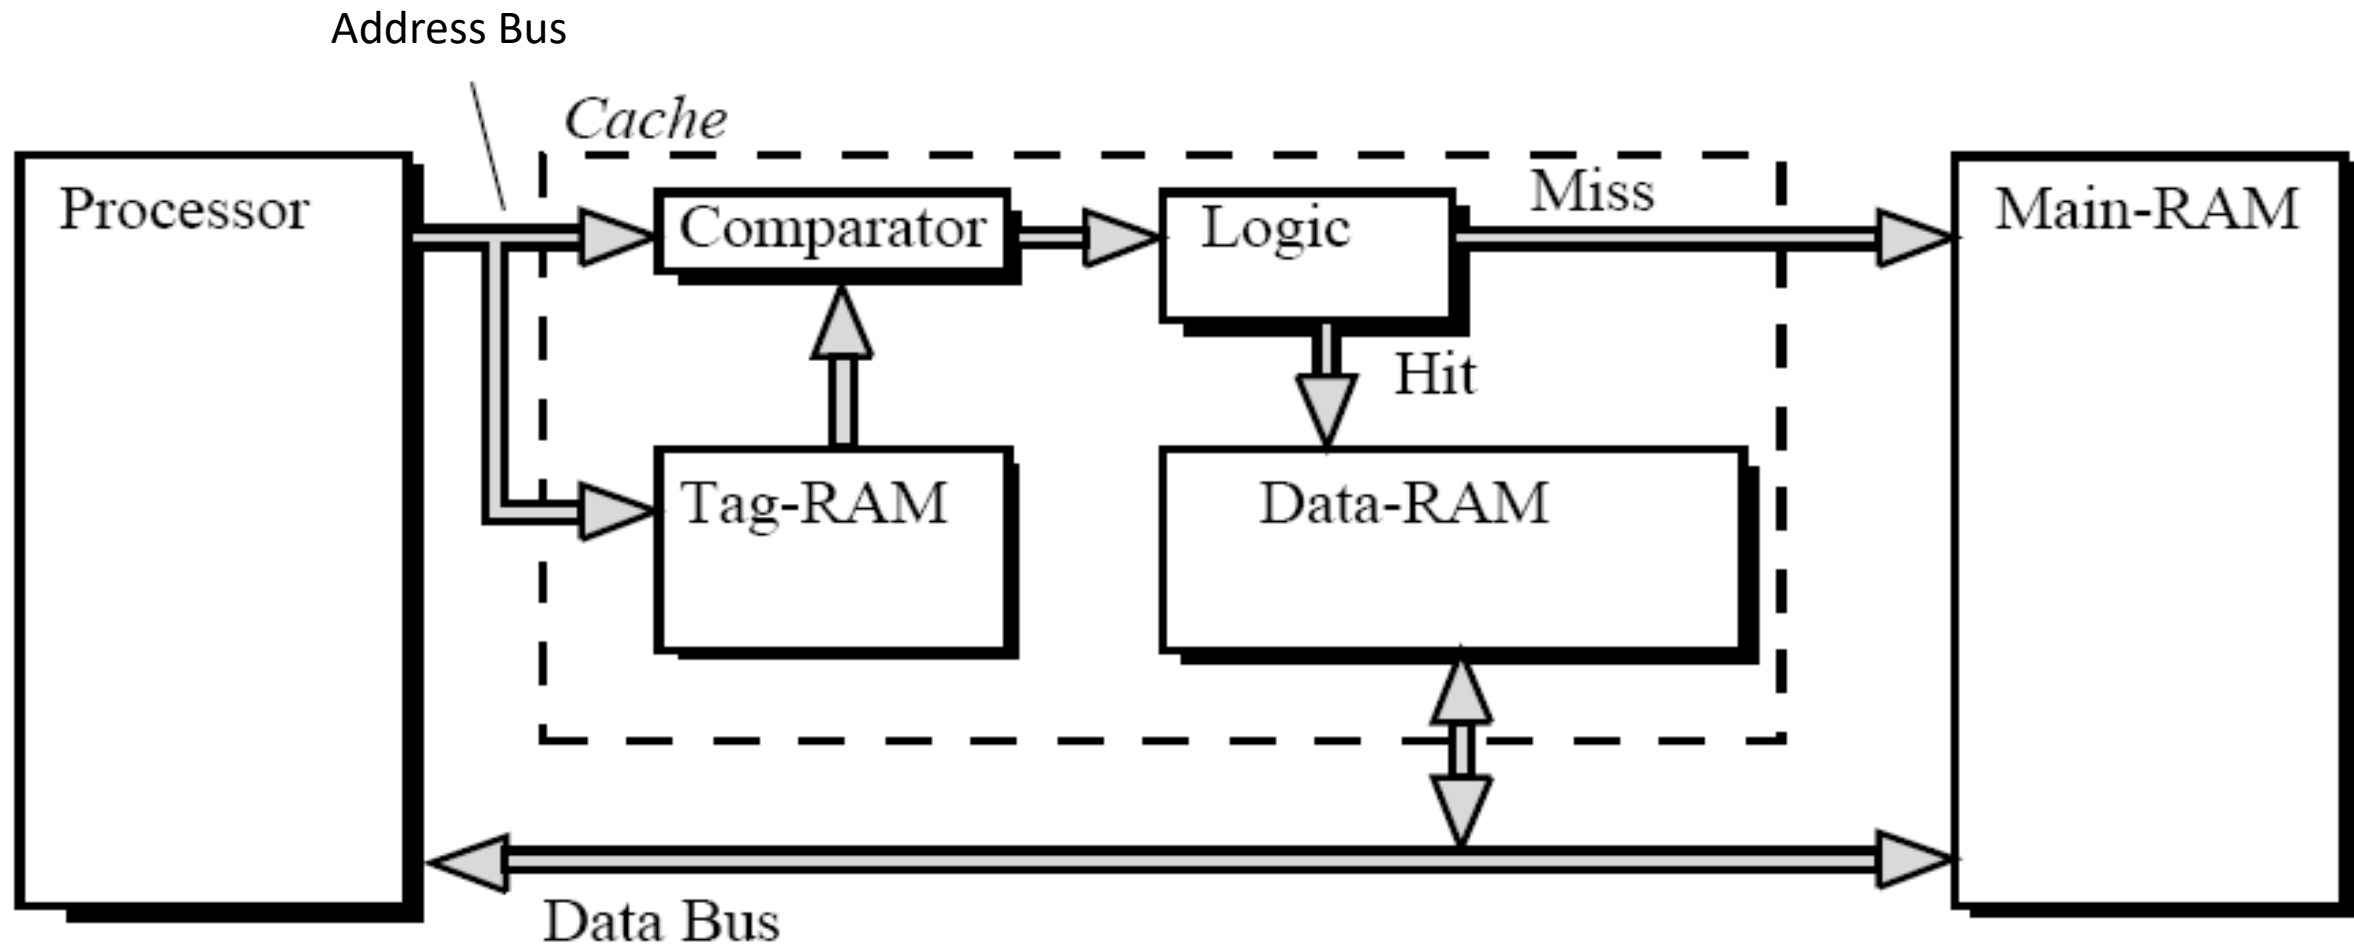 Address Bus
Cache
Processor
Comparator
Logic
Miss
Main-RAM
Hit
Tag-RAM
Data-RAM
Data Bus